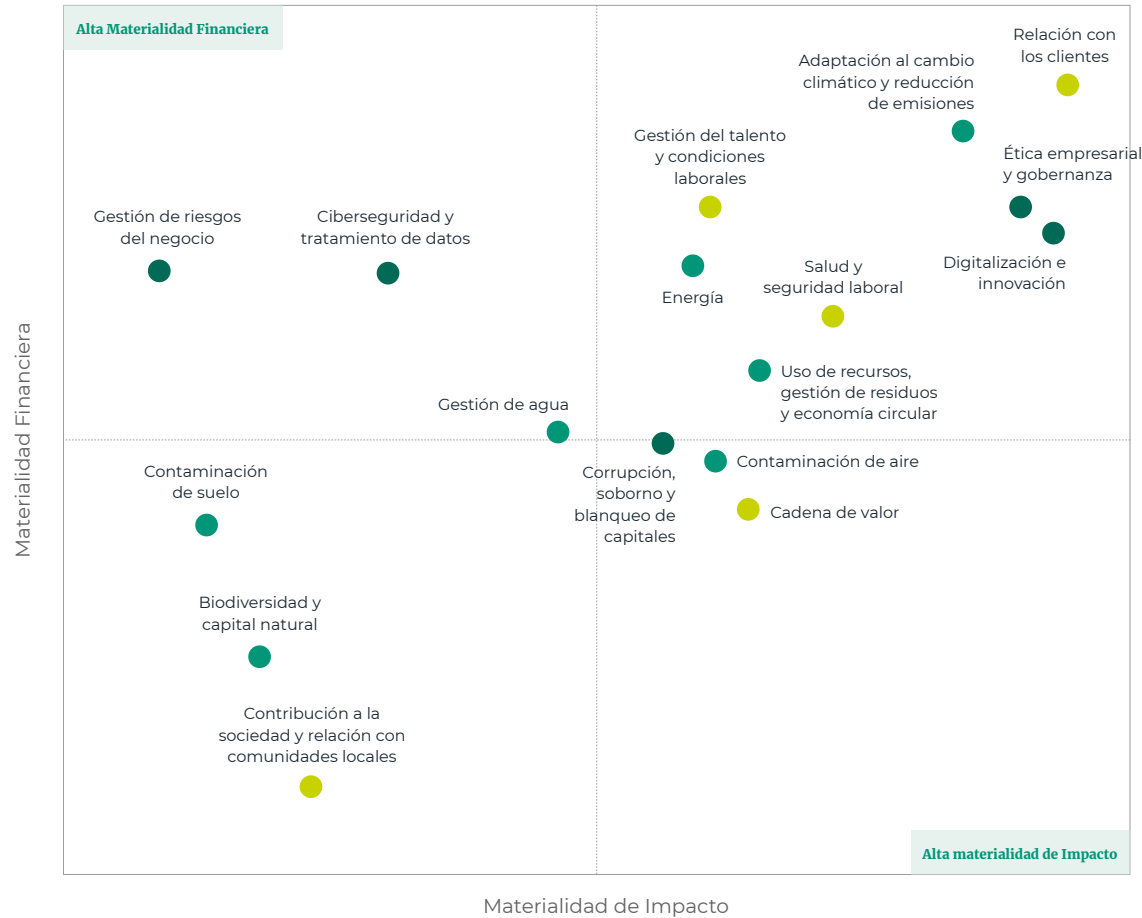 Alta Materialidad Financiera
Relación con
los clientes
Adaptación al cambio
climático y reducción
de emisiones
Gestión del talento
y condiciones
laborales
Ética empresarial
y gobernanza
Gestión de riesgos
del negocio
Ciberseguridad y
tratamiento de datos
Digitalización e
innovación
Salud y
seguridad laboral
Energía
Uso de recursos,
gestión de residuos
y economía circular
Gestión de agua
Materialidad Financiera
Contaminación
de suelo
Corrupción,
soborno y
blanqueo de
capitales
Contaminación de aire
Cadena de valor
Biodiversidad y
capital natural
Contribución a la
sociedad y relación con
comunidades locales
Alta materialidad de Impacto
Materialidad de Impacto